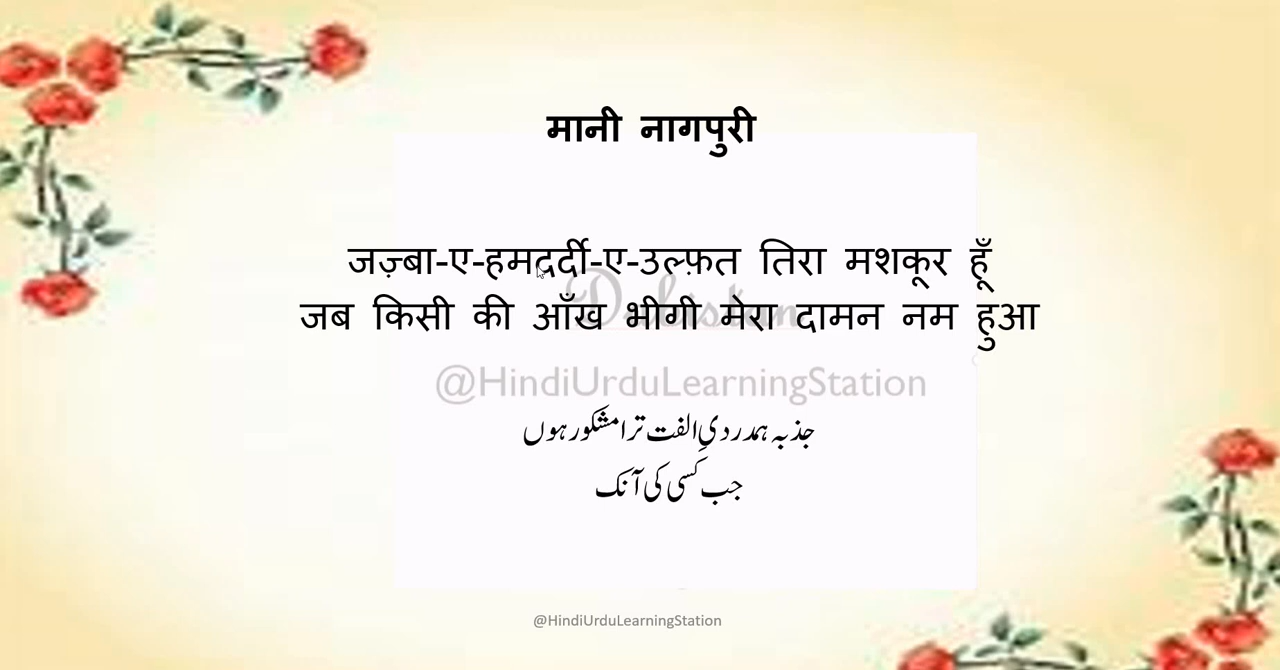 मानी नागपुरी
जज़्बा-ए-हमदर्दी-ए-उल्फ़त तिरा मशकूर हूँ
जब किसी की आँख भीगी मेरा दामन नम हुआ
@HindiUrduLearningStation
جذبہ ہمدردیِ الفت ترا مشکور ہوں
جب کسی کی آنک
@HindiUrduLearningStation